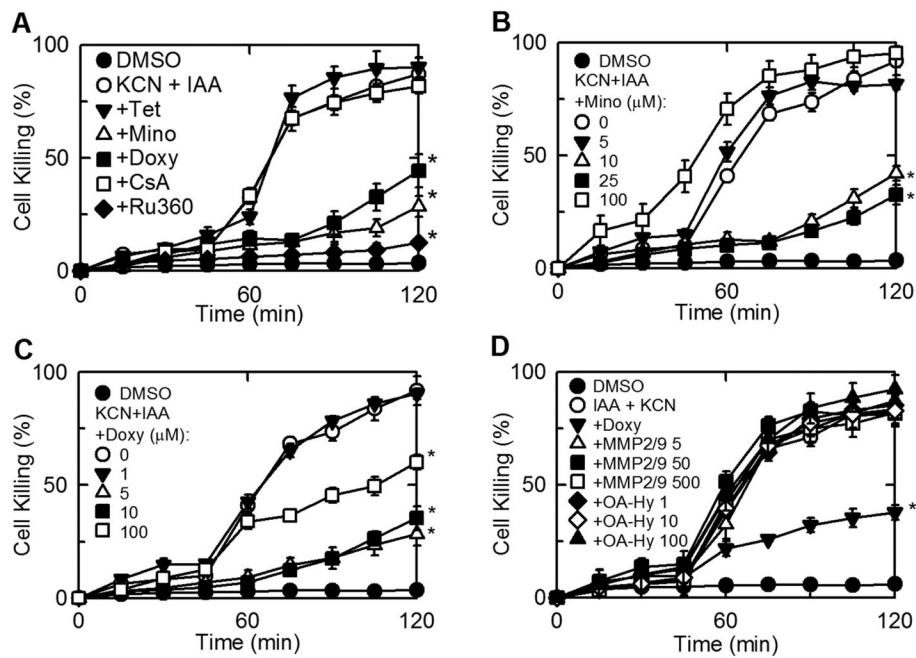 A
Cell Killing (%)
100
50
0
DMSO
KCN + IAA
+Tet
+Mino
+Doxy
+CsA
+Ru360
*
*
*
0
60
120
Time (min)
B
Cell Killing (%)
100
50
0
DMSO
KCN+IAA
+Mino (μM):
0
5
10
25
100
*
*
0
60
120
Time (min)
C
Cell Killing (%)
100
50
0
DMSO
KCN+IAA
+Doxy (μM):
0
1
5
10
100
*
*
*
0
60
120
Time (min)
D
Cell Killing (%)
100
50
0
DMSO
IAA + KCN
+Doxy
+MMP2/9 5
+MMP2/9 50
+MMP2/9 500
+OA-Hy 1
+OA-Hy 10
+OA-Hy 100
*
0
60
120
Time (min)